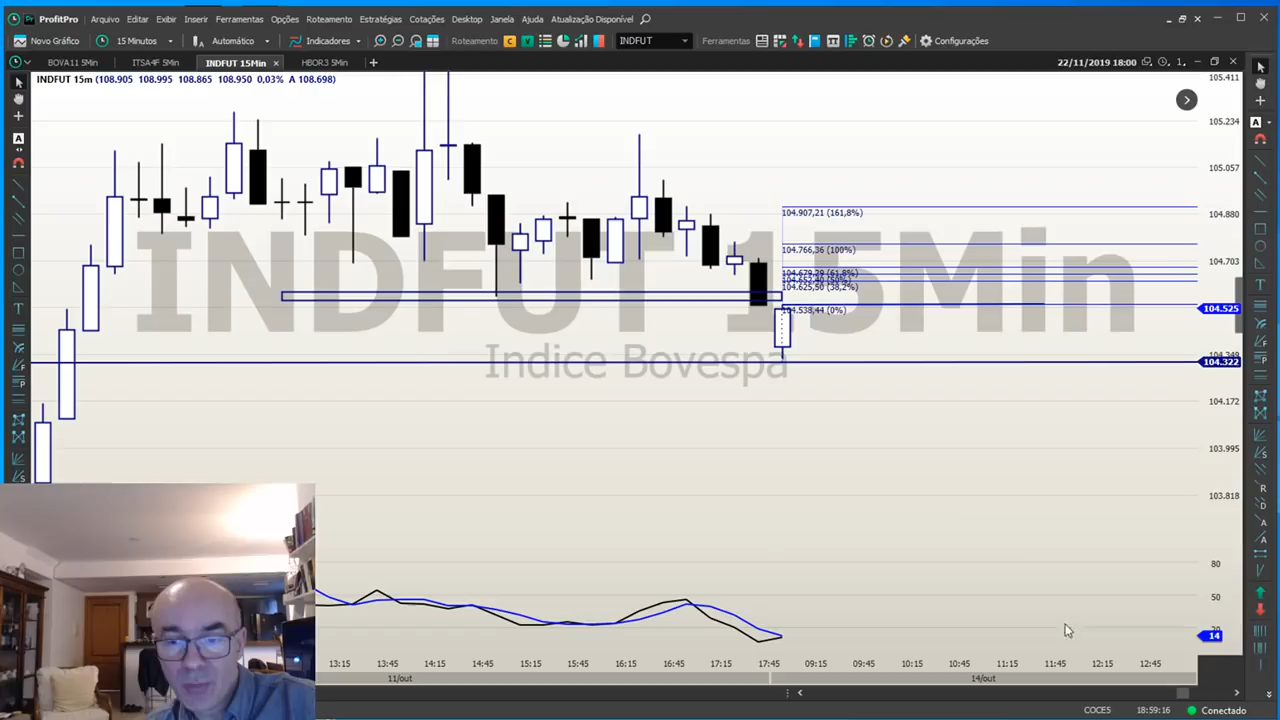 ProfitPro Arquivo Editar Exibir Inserir Ferramentas Opções Roteamento Estratégias Cotações Desktop Janela Ajuda Atualização Disponível
Novo Gráfico 15 Minutos Automático Indicadores Roteamento C V INDFUT Ferramentas Configurações
BOVA11 5Min ITSA4F 5Min INDFUT 15Min HBOR3 5Min 22/11/2019 18:00
INDFUT 15m (108.905 108.995 108.865 108.950 0,03% A 108.698)
105.411
105.234
105.057
104.880
104.703
104.525
104.349
104.322
104.172
103.995
103.818
80
50
14
104.907,21 (161,8%)
104.766,36 (100%)
104.679,29 (61,8%)
104.625,50 (38,2%)
104.538,44 (0%)
INDFUT 15Min
Indice Bovespa
13:15 13:45 14:15 14:45 15:15 15:45 16:15 16:45 17:15 17:45 09:15 09:45 10:15 10:45 11:15 11:45 12:15 12:45
11/out 14/out
COCE5 18:59:16 Conectado